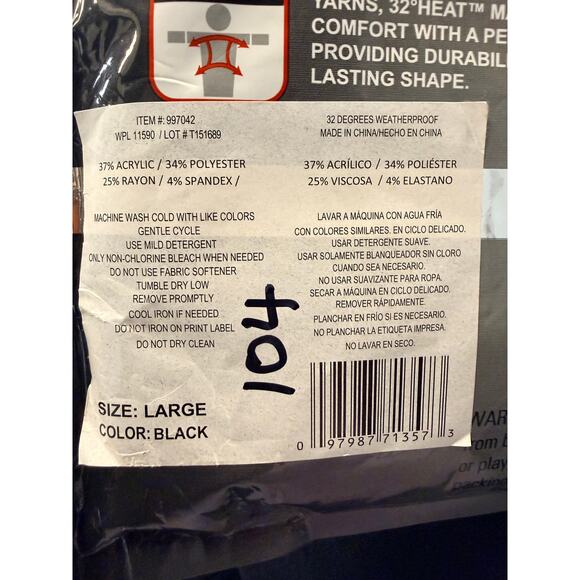 YARNS, 32°HEAT™
COMFORT WITH A
PROVIDING
LASTING SHAPE.
ITEM #: 997042
WPL 11590 / LOT # T151689
37% ACRYLIC / 34% POLYESTER
25% RAYON / 4% SPANDEX /
MACHINE WASH COLD WITH LIKE COLORS
GENTLE CYCLE
USE MILD DETERGENT
ONLY NON-CHLORINE BLEACH WHEN NEEDED
DO NOT USE FABRIC SOFTENER
TUMBLE DRY LOW
REMOVE PROMPTLY
COOL IRON IF NEEDED
DO NOT IRON ON PRINT LABEL
DO NOT DRY CLEAN
SIZE: LARGE
COLOR: BLACK
104
32 DEGREES WEATHERPROOF
MADE IN CHINA/HECHO EN CHINA
37% ACRÍLICO / 34% POLIÉSTER
25% VISCOSA / 4% ELASTANO
LAVAR A MÁQUINA CON AGUA FRÍA
CON COLORES SIMILARES. EN CICLO DELICADO.
USAR DETERGENTE SUAVE.
USAR SOLAMENTE BLANQUEADOR SIN CLORO
CUANDO SEA NECESARIO.
NO USAR SUAVIZANTE PARA ROPA.
SECAR A MÁQUINA EN CICLO DELICADO.
REMOVER RÁPIDAMENTE.
PLANCHAR EN FRÍO SI ES NECESARIO.
NO PLANCHAR LA ETIQUETA IMPRESA.
NO LAVAR EN SECO.
0 97987 71357 3
from
or play